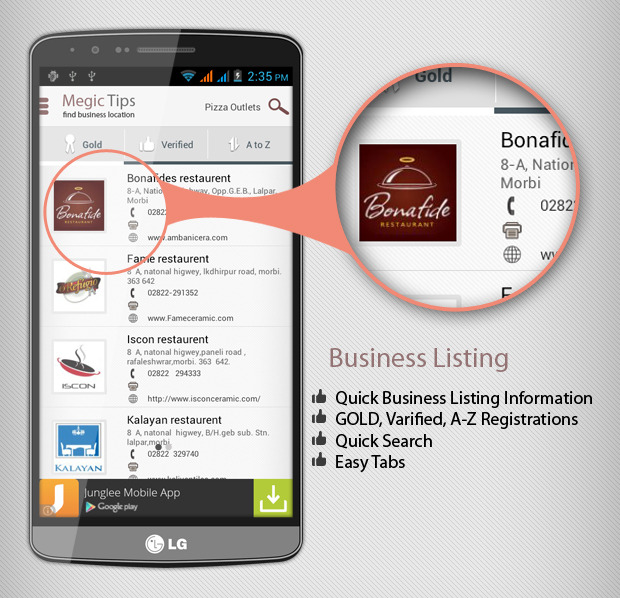 2:35 PM
Megic Tips
find business location
Pizza Outlets
Gold
Verified
A to Z
Bonafides restaurent
8-A, National Highway, Opp.G.E.B., Lalpar,
Morbi
02822
www.ambanicera.com
Bonafide
RESTAURANT
Fame restaurent
8 A, natonal higwey, lkdhirpur road, morbi.
363 642
02822-291352
www.Fameceramic.com
El Refugio
Iscon restaurent
8 A, natonal higwey,paneli road ,
rafaleshwrar,morbi. 363 642.
02822 294333
http://www.isconceramic.com/
ISCON
Kalayan restaurent
8 A, natonal higwey, B/H.geb sub. Stn.
lalpar,morbi.
02822 329740
KALAYAN
Junglee Mobile App
Google play
LG
Gold
Bonafid
8-A, Nation
Morbi
02822
Bonafide
RESTAURANT
Business Listing
Quick Business Listing Information
GOLD, Varified, A-Z Registrations
Quick Search
Easy Tabs